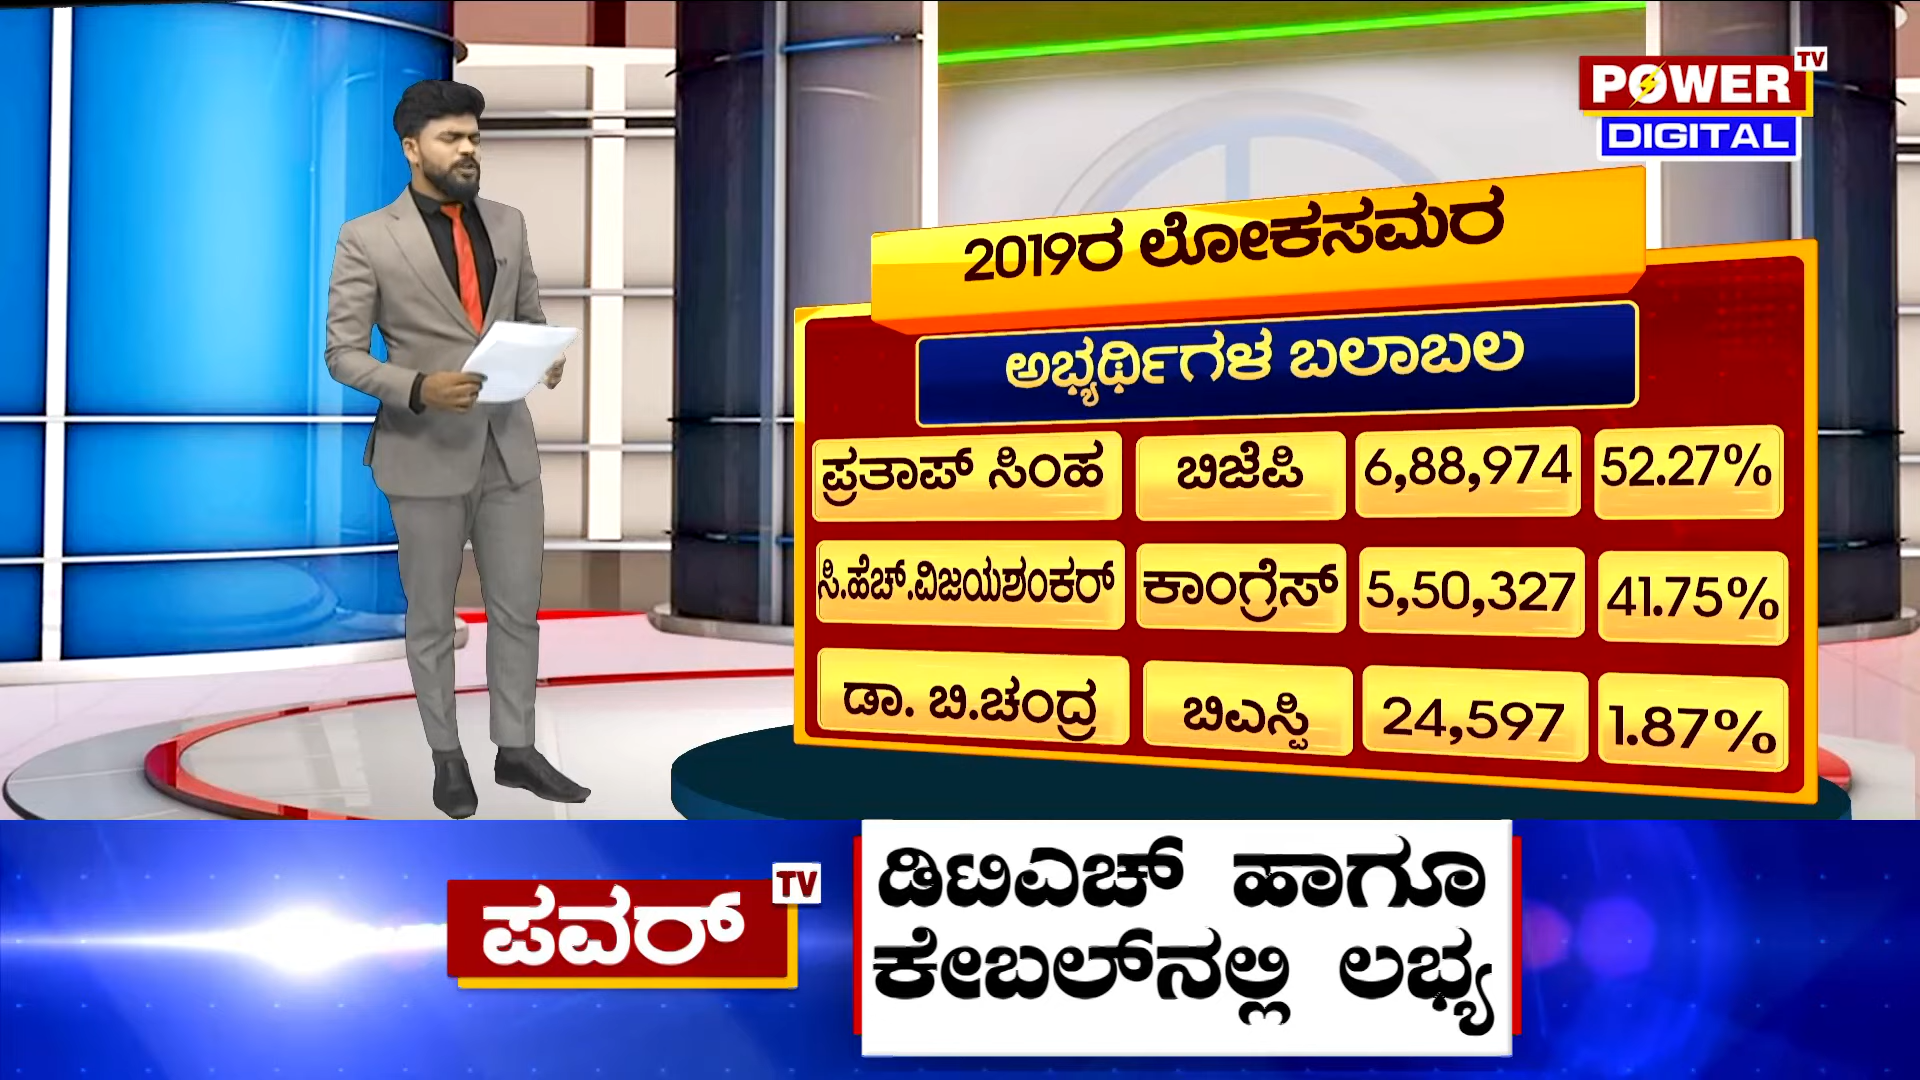 POWER TV
DIGITAL
2019ರ ಲೋಕಸಮರ
ಅಭ್ಯರ್ಥಿಗಳ ಬಲಾಬಲ
ಪ್ರತಾಪ್ ಸಿಂಹ ಬಿಜೆಪಿ 6,88,974 52.27%
ಸಿ.ಹೆಚ್.ವಿಜಯಶಂಕರ್ ಕಾಂಗ್ರೆಸ್ 5,50,327 41.75%
ಡಾ. ಬಿ.ಚಂದ್ರ ಬಿಎಸ್ಪಿ 24,597 1.87%
ಪವರ್ TV
ಡಿಟಿಎಚ್ ಹಾಗೂ
ಕೇಬಲ್‌ನಲ್ಲಿ ಲಭ್ಯ